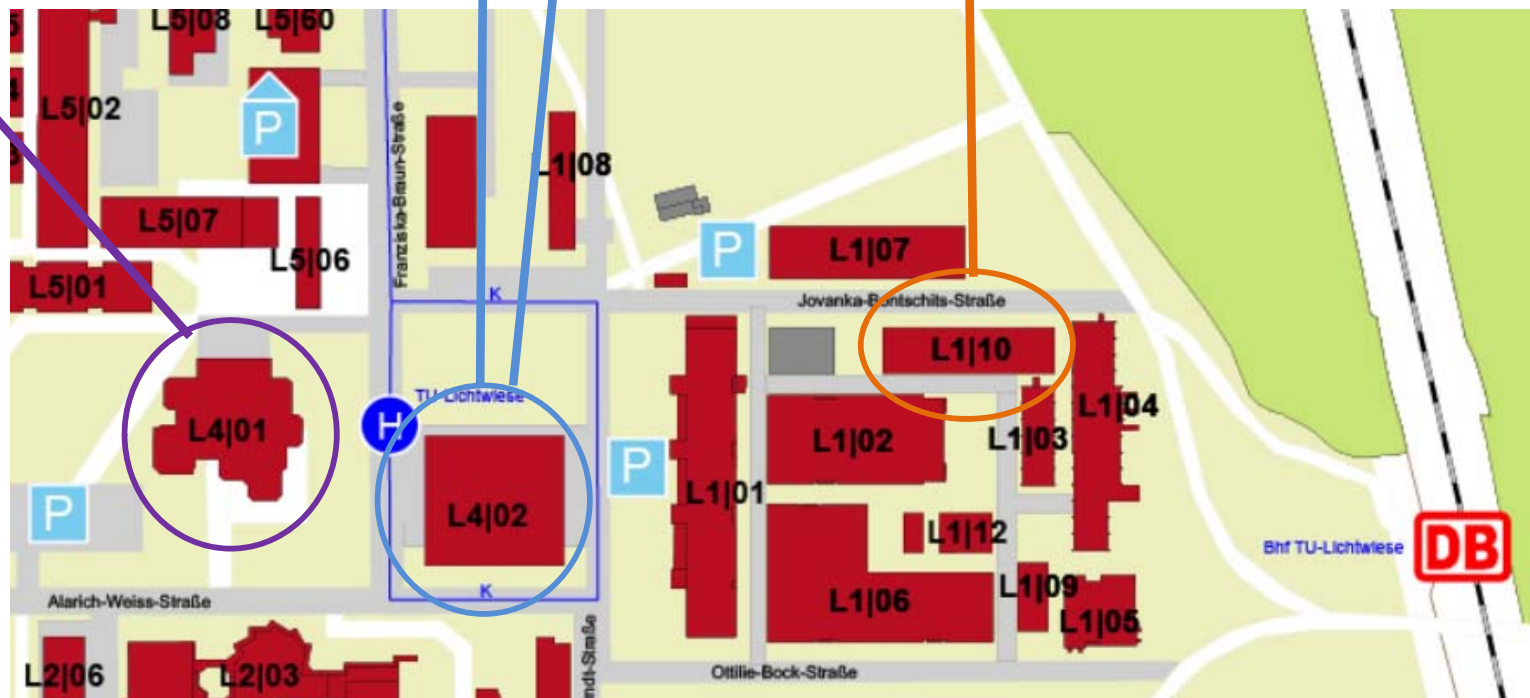 L5|08
L5|60
L5|02
P
L5|07
L5|06
L5|01
Franziska-Braun-Straße
L1|08
P
L1|07
K
Jovanka-Bontschits-Straße
L1|10
TU-Lichtwiese
H
L4|01
L4|02
P
P
L1|01
L1|02
L1|03
L1|04
L1|12
L1|06
L1|09
L1|05
Bhf TU-Lichtwiese
DB
K
Alarich-Weiss-Straße
L2|06
L2|03
Ottilie-Bock-Straße